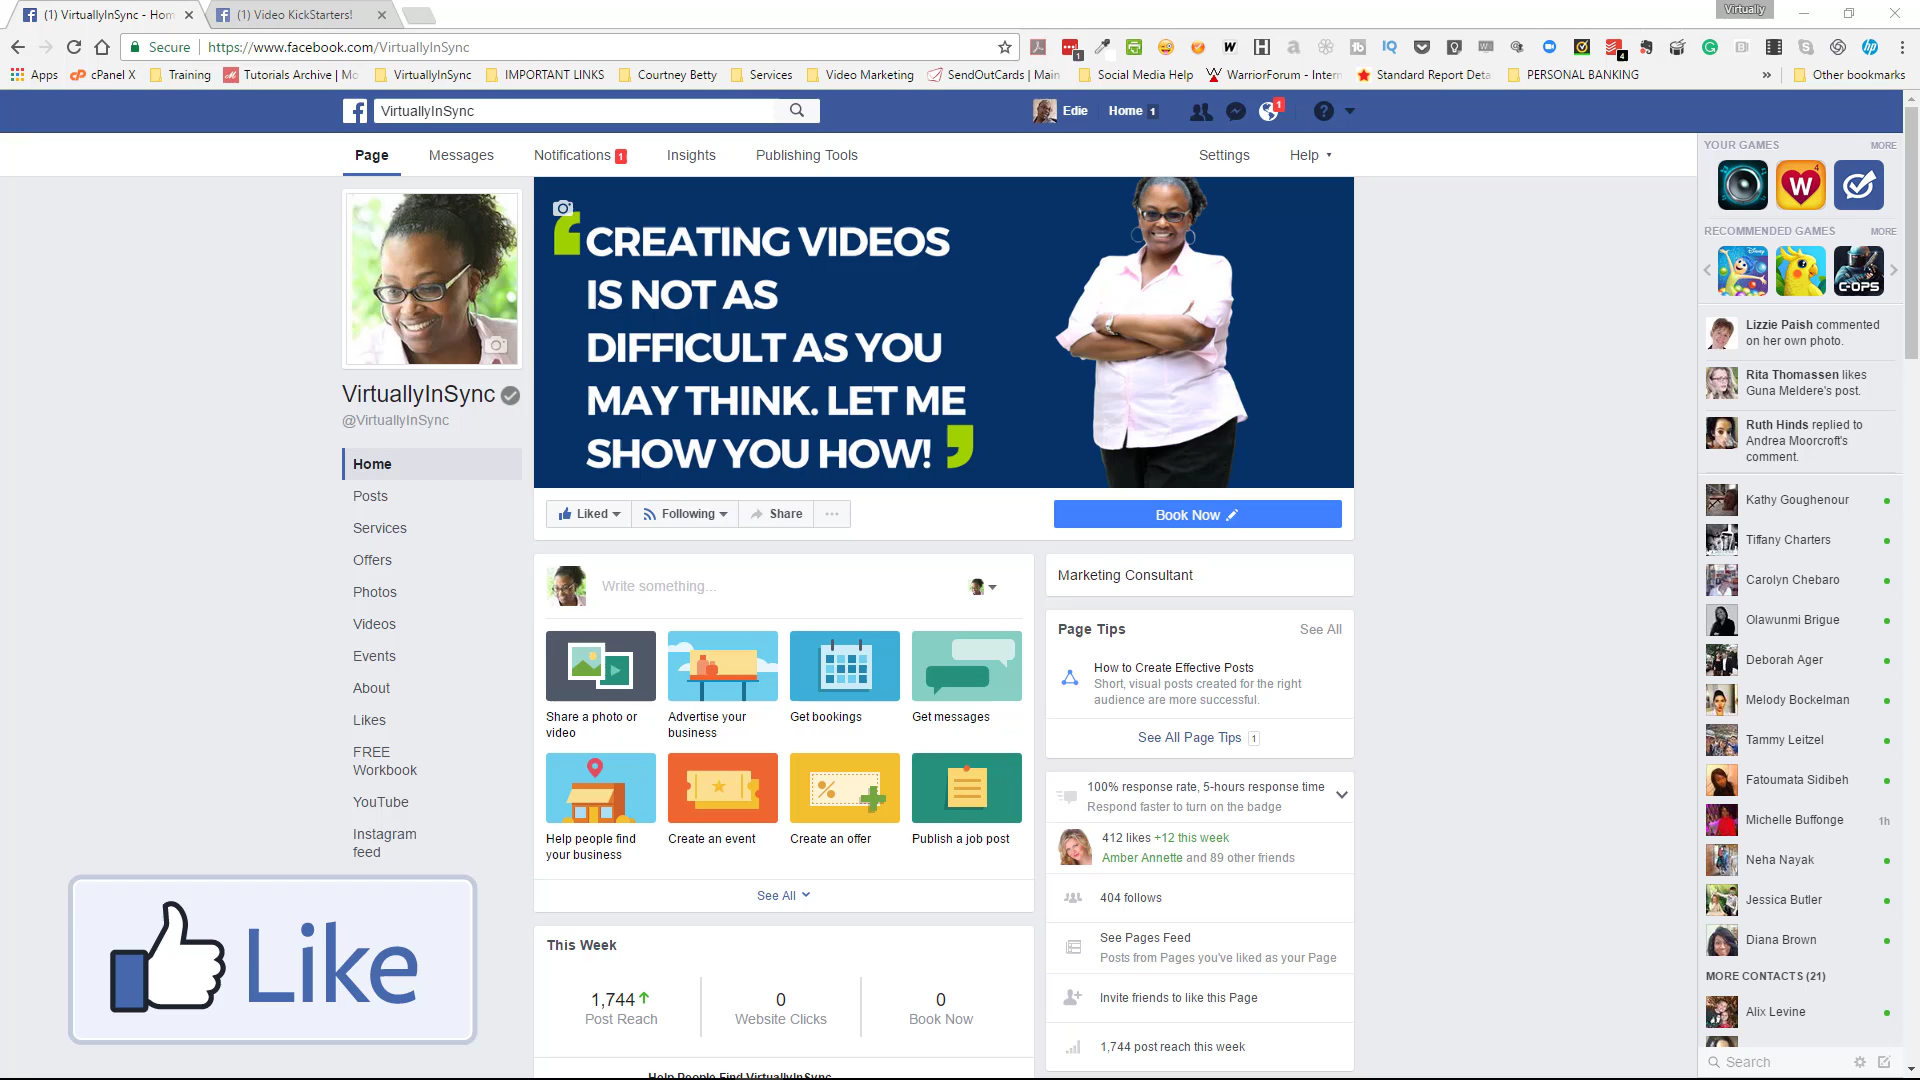 (1) VirtuallyInSync - Hom
(1) Video KickStarters!
Virtually
Secure
https://www.facebook.com/VirtuallyInSync
Apps
cPanel X
Training
Tutorials Archive | Mo
VirtuallyInSync
IMPORTANT LINKS
Courtney Betty
Services
Video Marketing
SendOutCards | Main
Social Media Help
WarriorForum - Intern
Standard Report Deta
PERSONAL BANKING
»
Other bookmarks
VirtuallyInSync
Edie
Home 1
1
Page
Messages
Notifications 1
Insights
Publishing Tools
Settings
Help
CREATING VIDEOS
IS NOT AS
DIFFICULT AS YOU
MAY THINK. LET ME
SHOW YOU HOW!
VirtuallyInSync
@VirtuallyInSync
Home
Posts
Services
Offers
Photos
Videos
Events
About
Likes
FREE
Workbook
YouTube
Instagram
feed
Like
Liked
Following
Share
...
Book Now
Write something...
Share a photo or
video
Advertise your
business
Get bookings
Get messages
Help people find
your business
Create an event
Create an offer
Publish a job post
See All
This Week
1,744
Post Reach
0
Website Clicks
0
Book Now
Help People Find VirtuallyInSync
Marketing Consultant
Page Tips
See All
How to Create Effective Posts
Short, visual posts created for the right
audience are more successful.
See All Page Tips 1
100% response rate, 5-hours response time
Respond faster to turn on the badge
412 likes +12 this week
Amber Annette and 89 other friends
404 follows
See Pages Feed
Posts from Pages you've liked as your Page
Invite friends to like this Page
1,744 post reach this week
YOUR GAMES
MORE
W
4
RECOMMENDED GAMES
MORE
C-OPS
Lizzie Paish commented
on her own photo.
Rita Thomassen likes
Guna Meldere's post.
Ruth Hinds replied to
Andrea Moorcroft's
comment.
Kathy Goughenour
Tiffany Charters
Carolyn Chebaro
Olawunmi Brigue
Deborah Ager
Melody Bockelman
Tammy Leitzel
Fatoumata Sidibeh
Michelle Buffonge
1h
Neha Nayak
Jessica Butler
Diana Brown
MORE CONTACTS (21)
Alix Levine
Search